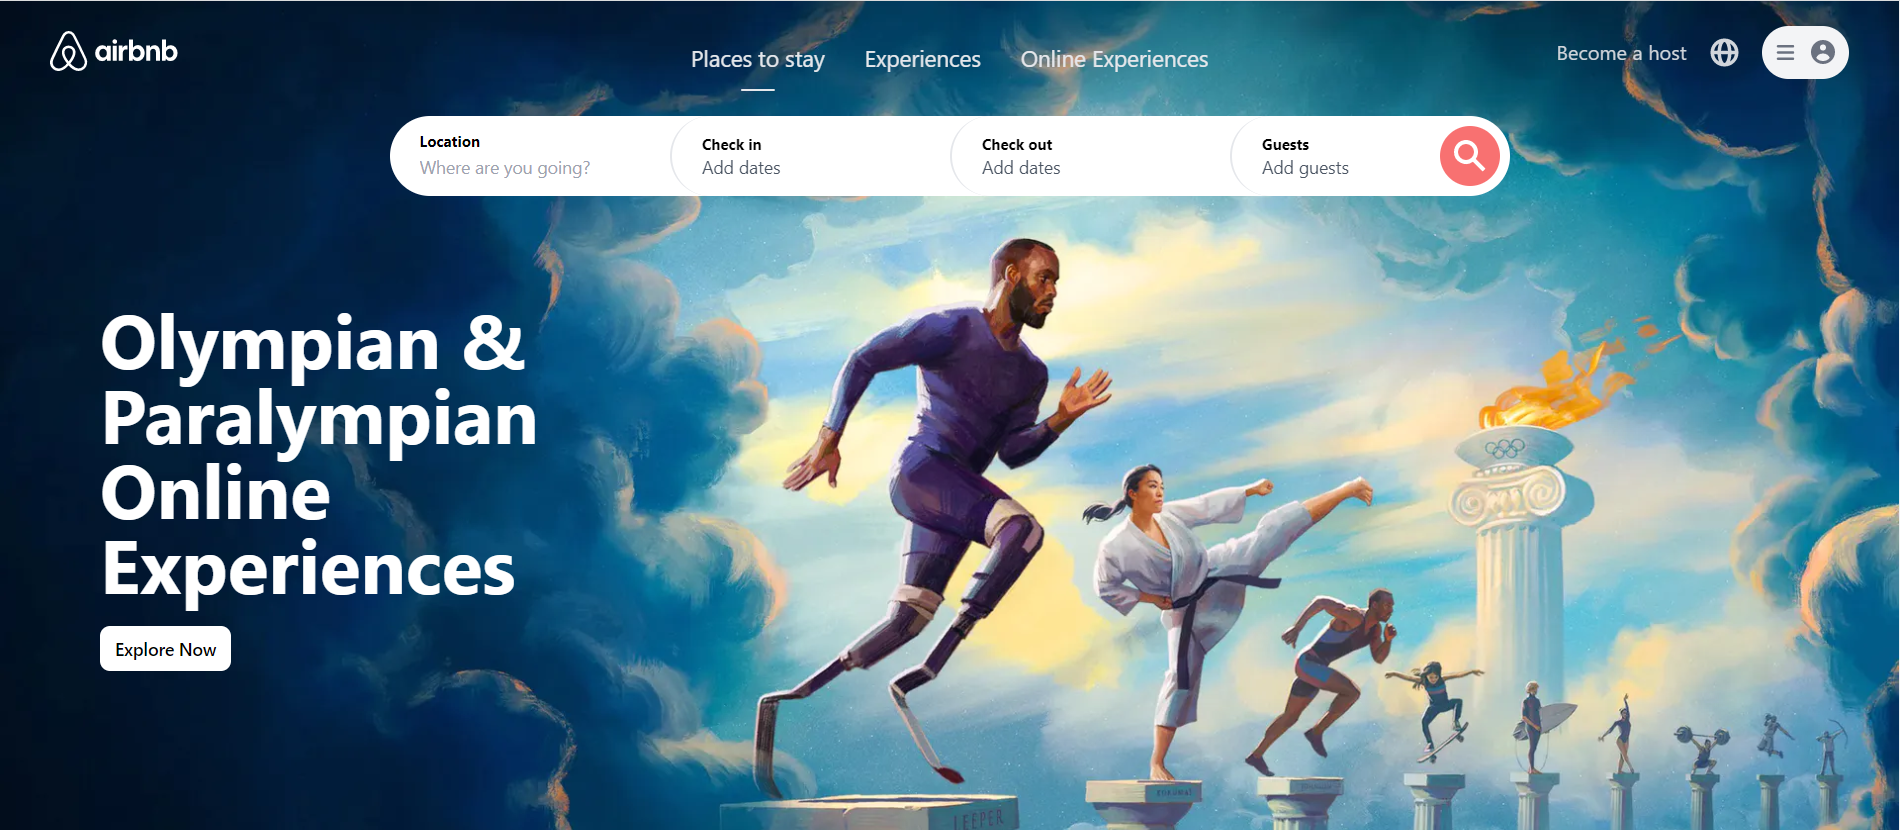 airbnb
Places to stay
Experiences
Online Experiences
Become a host
Location
Where are you going?
Check in
Add dates
Check out
Add dates
Guests
Add guests
Olympian &
Paralympian
Online
Experiences
Explore Now
LEEPER